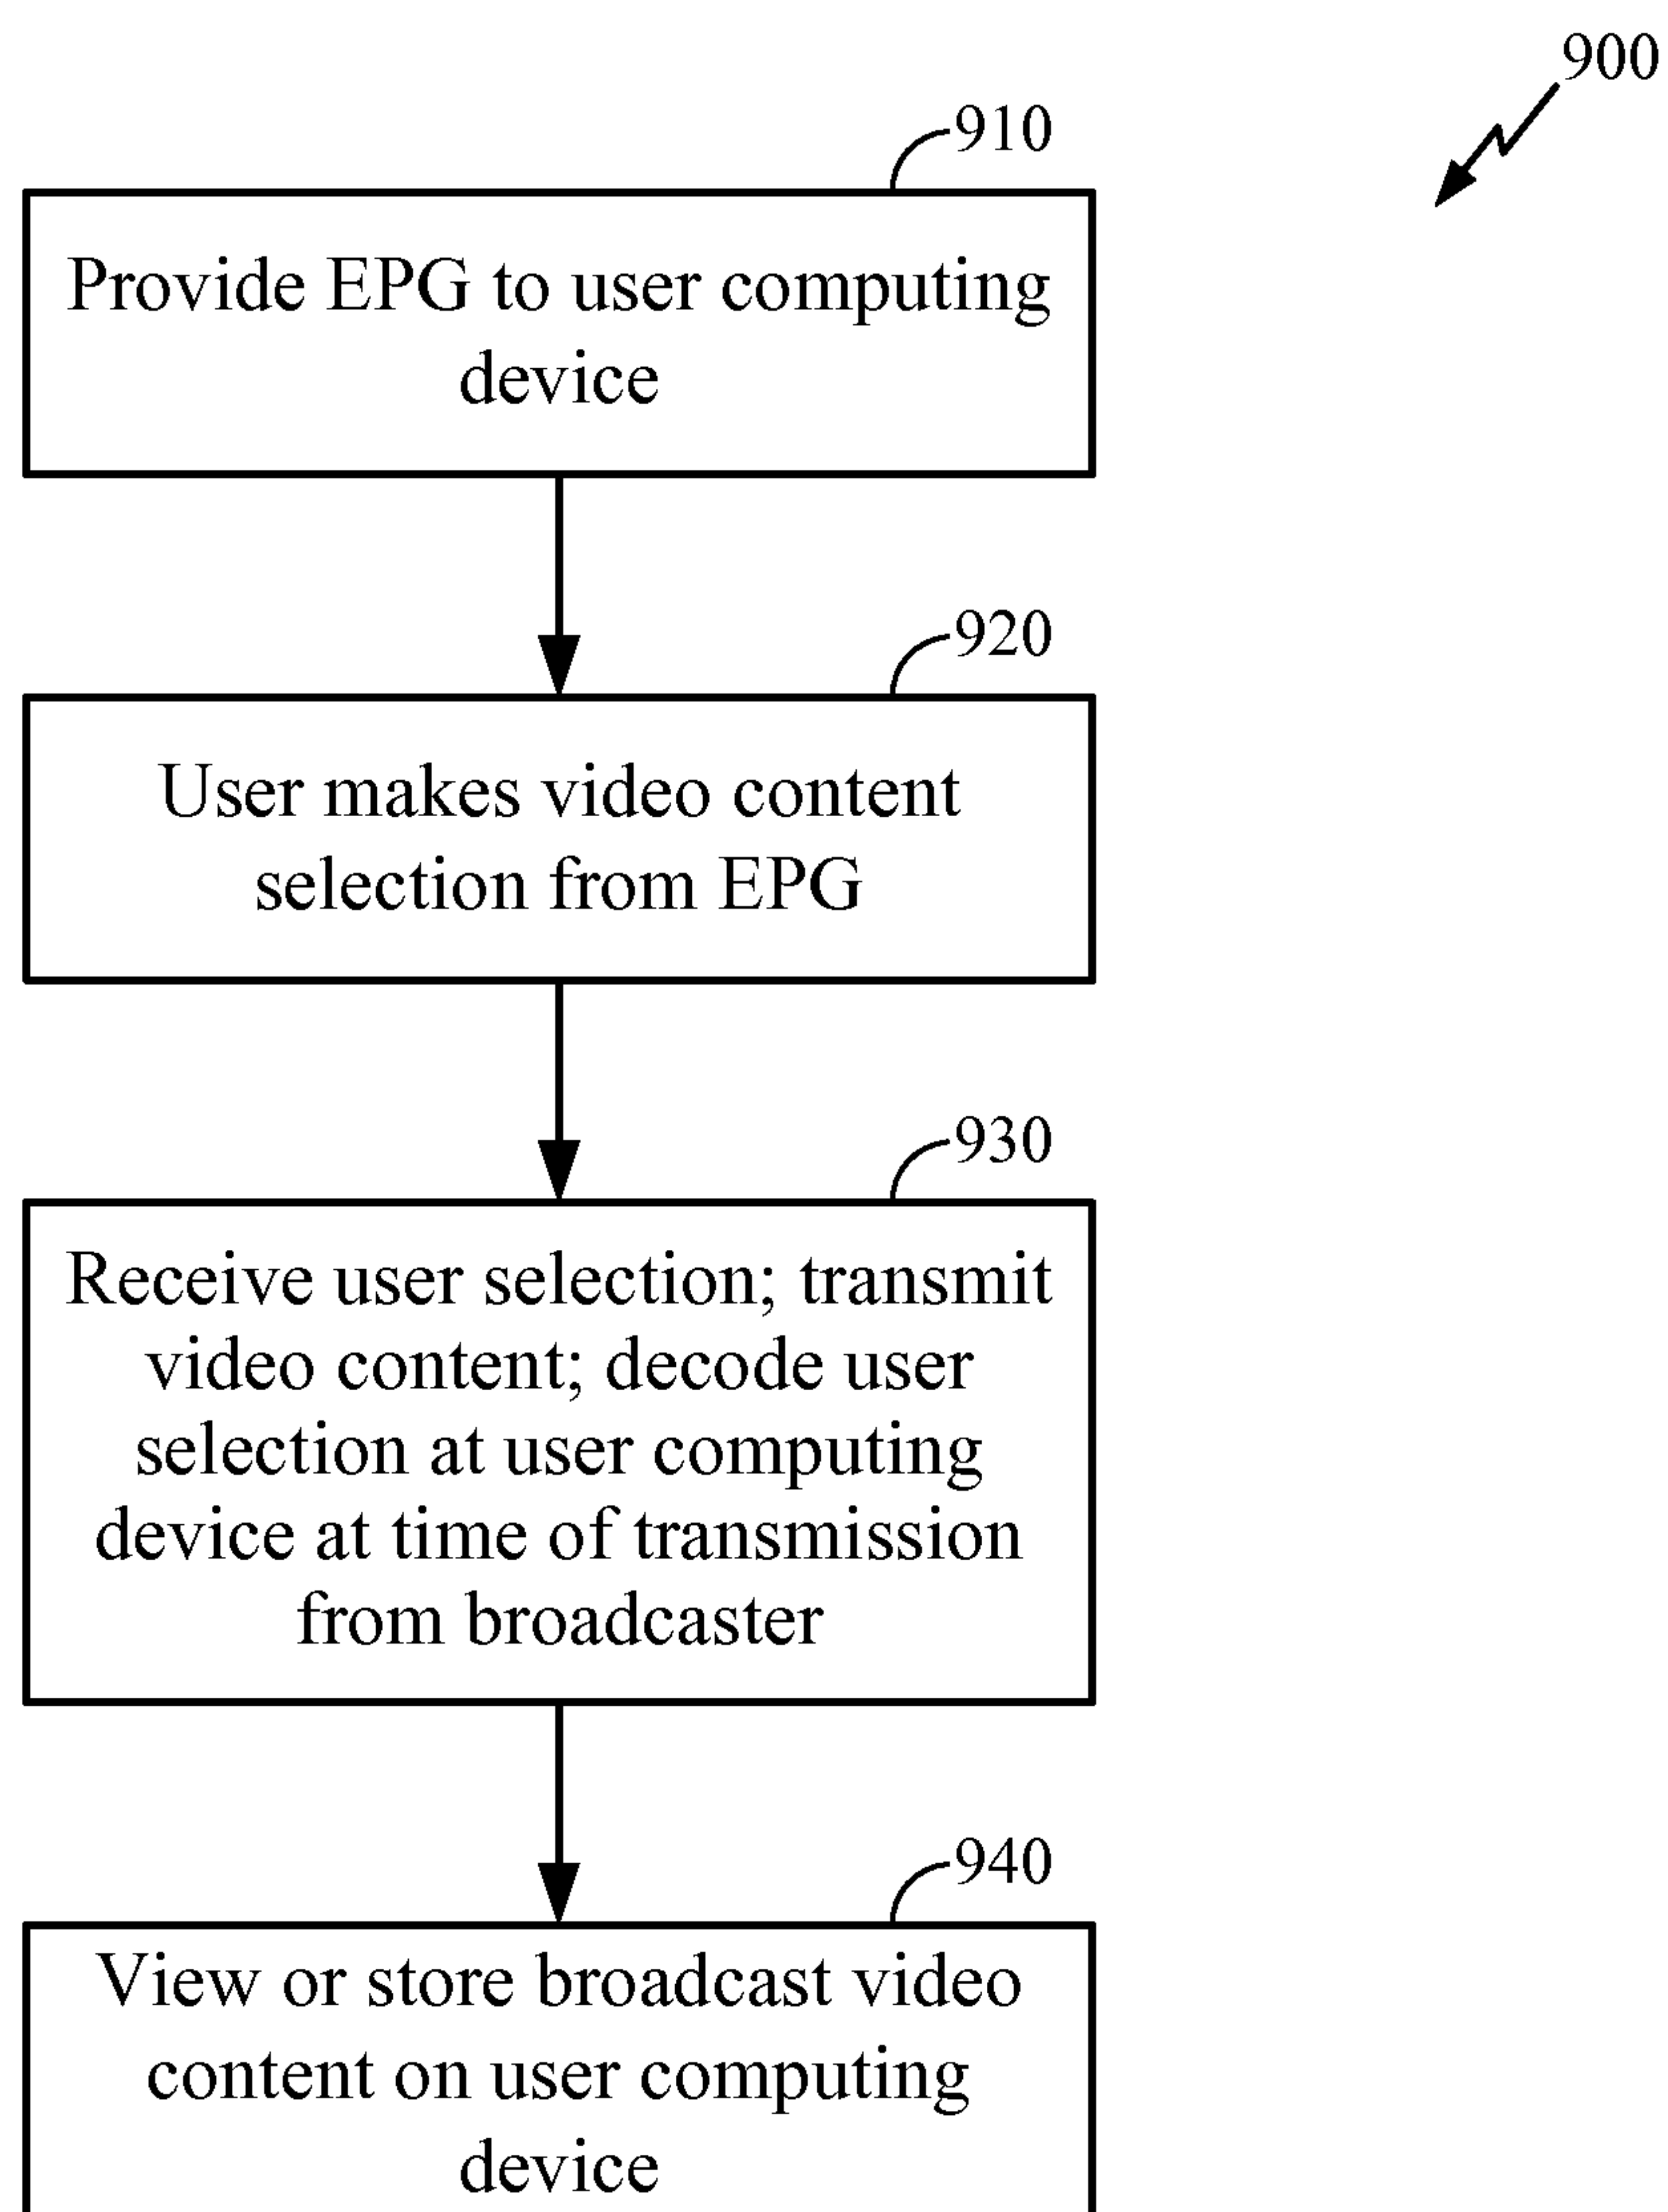 900
910
Provide EPG to user computing
device
920
User makes video content
selection from EPG
930
Receive user selection; transmit
video content; decode user
selection at user computing
device at time of transmission
from broadcaster
940
View or store broadcast video
content on user computing
device